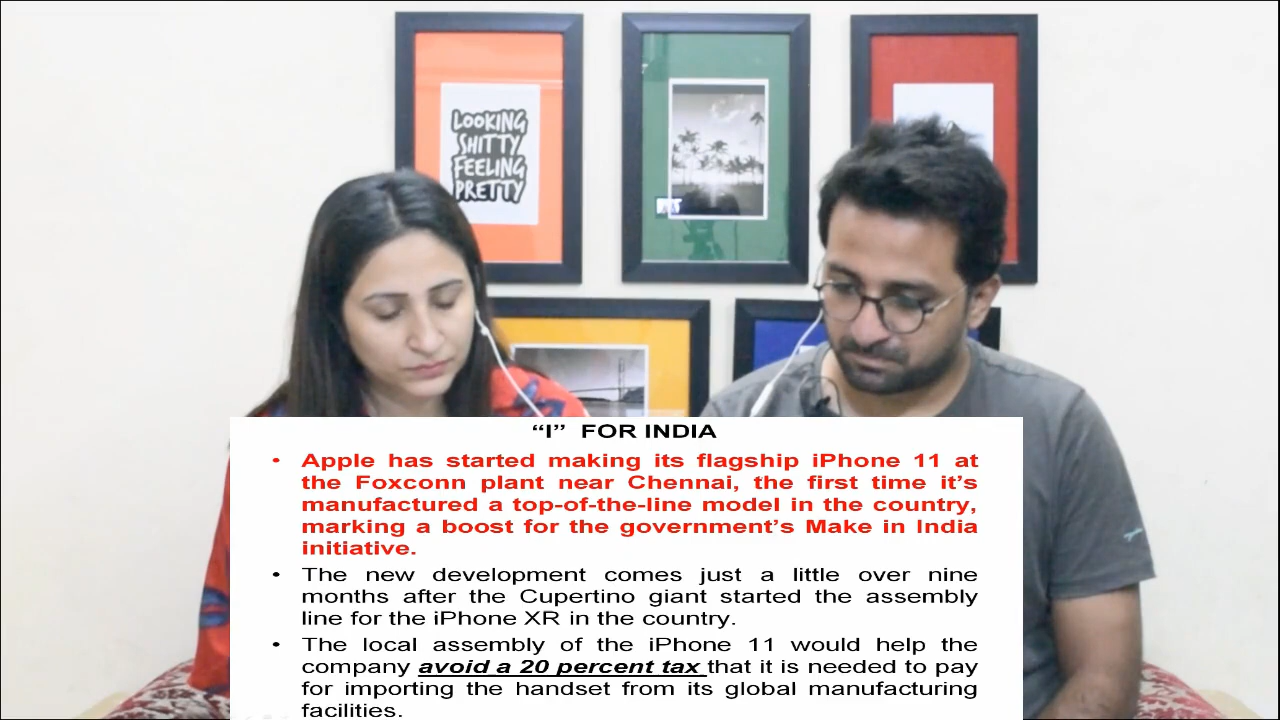 LOOKING
SHITTY
FEELING
PRETTY
“I” FOR INDIA
• Apple has started making its flagship iPhone 11 at
the Foxconn plant near Chennai, the first time it’s
manufactured a top-of-the-line model in the country,
marking a boost for the government’s Make in India
initiative.
• The new development comes just a little over nine
months after the Cupertino giant started the assembly
line for the iPhone XR in the country.
• The local assembly of the iPhone 11 would help the
company avoid a 20 percent tax that it is needed to pay
for importing the handset from its global manufacturing
facilities.